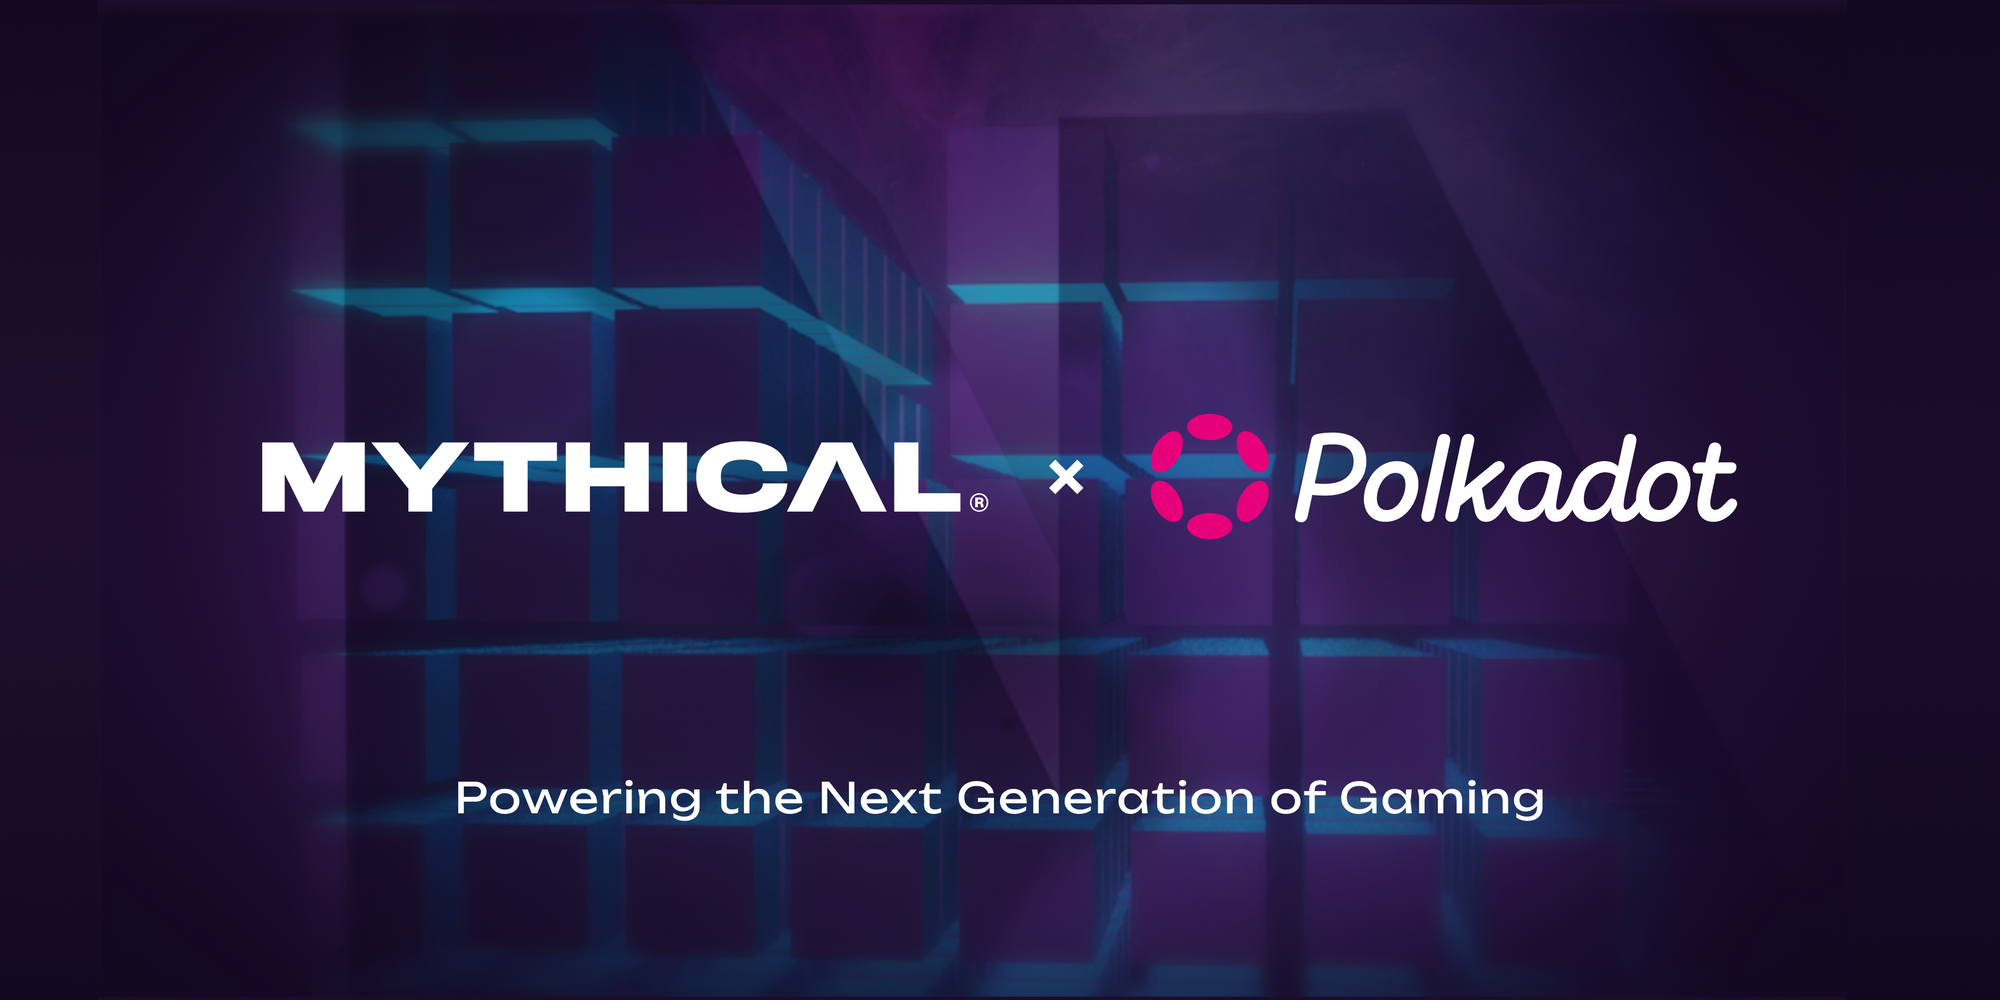 MYTHICAL® × Polkadot
Powering the Next Generation of Gaming